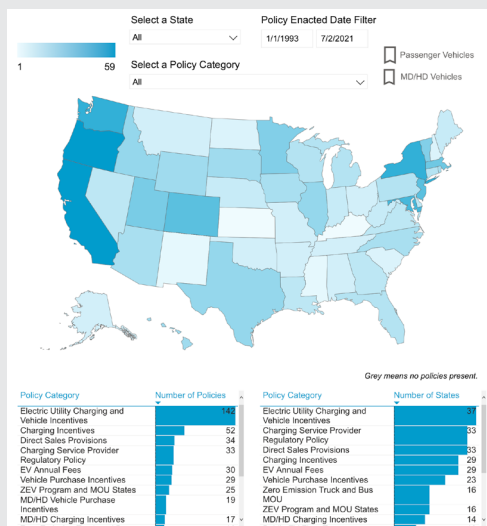 Select a State
Policy Enacted Date Filter
All
1/1/1993
7/2/2021
1
59
Passenger Vehicles
MD/HD Vehicles
Select a Policy Category
All
Grey means no policies present.
Policy Category
Number of Policies
Electric Utility Charging and
Vehicle Incentives
142
Charging Incentives
52
Direct Sales Provisions
34
Charging Service Provider
Regulatory Policy
33
EV Annual Fees
30
Vehicle Purchase Incentives
29
ZEV Program and MOU States
25
MD/HD Vehicle Purchase
Incentives
19
MD/HD Charging Incentives
17
Policy Category
Number of States
Electric Utility Charging and
Vehicle Incentives
37
Charging Service Provider
Regulatory Policy
33
Direct Sales Provisions
33
Charging Incentives
29
EV Annual Fees
29
Vehicle Purchase Incentives
23
Zero Emission Truck and Bus
MOU
16
ZEV Program and MOU States
16
MD/HD Charging Incentives
14